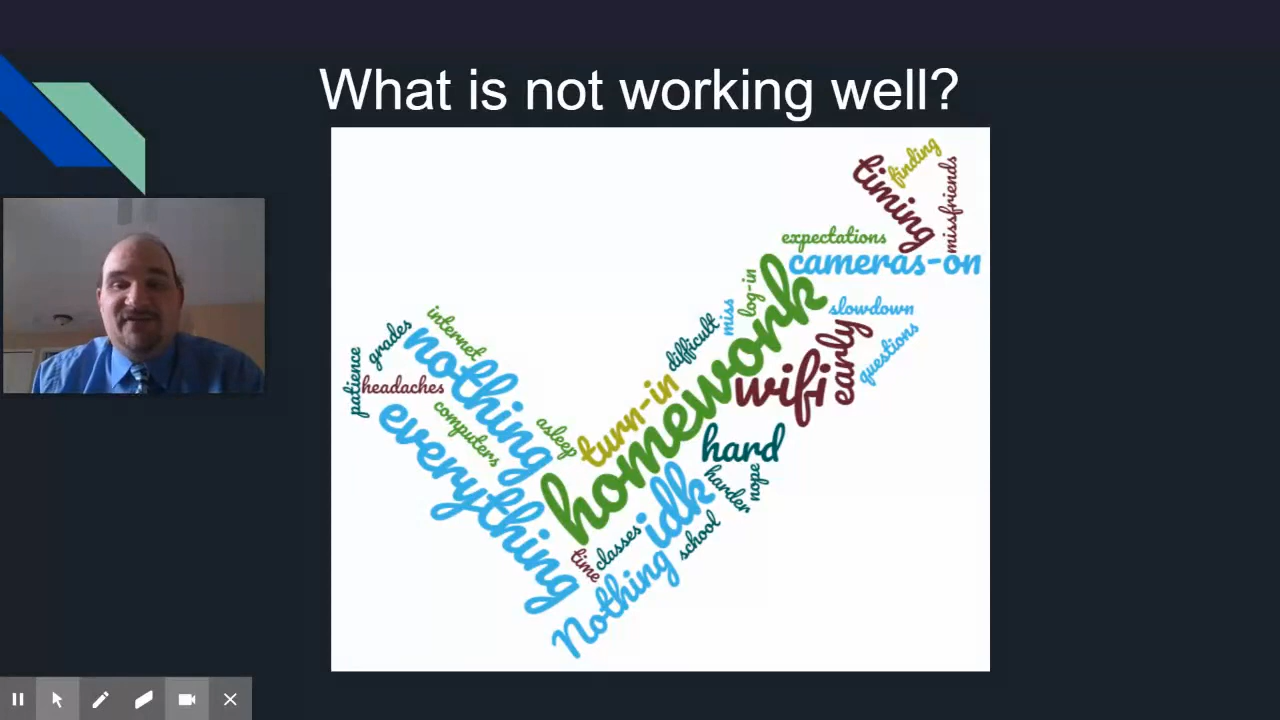 What is not working well?
finding
timing
missfriends
expectations
cameras-on
log-in
miss
slowdown
internet
grades
difficult
homework
early
questions
nothing
patience
headaches
turn-in
wifi
computers
asleep
everything
hard
harder
nope
idk
school
classes
time
Nothing